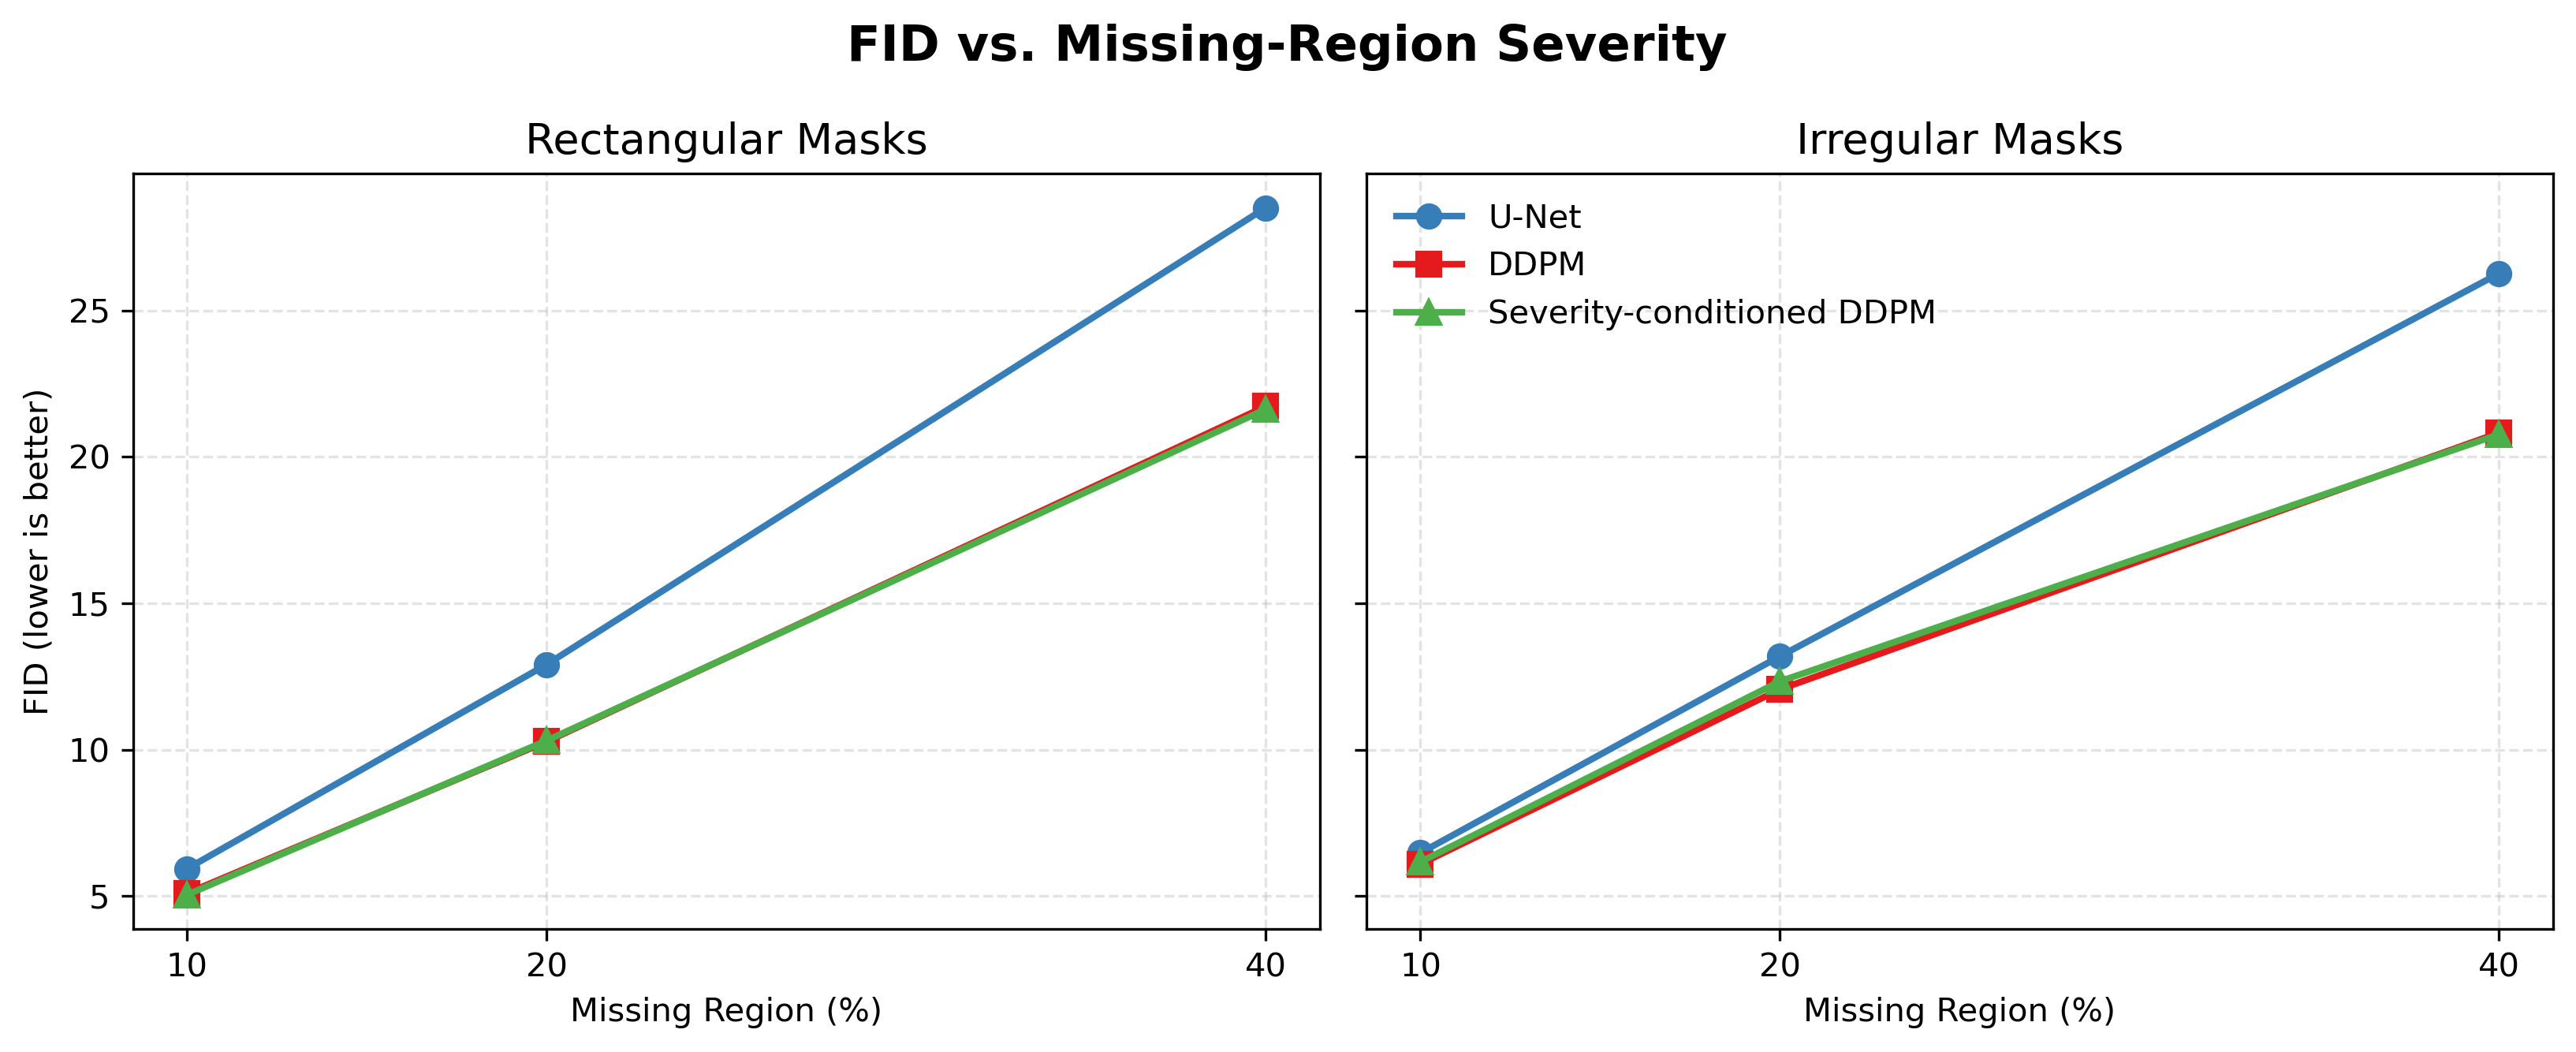 FID vs. Missing-Region Severity
Rectangular Masks
FID (lower is better)
25
20
15
10
5
10
20
40
Missing Region (%)
Irregular Masks
U-Net
DDPM
Severity-conditioned DDPM
10
20
40
Missing Region (%)